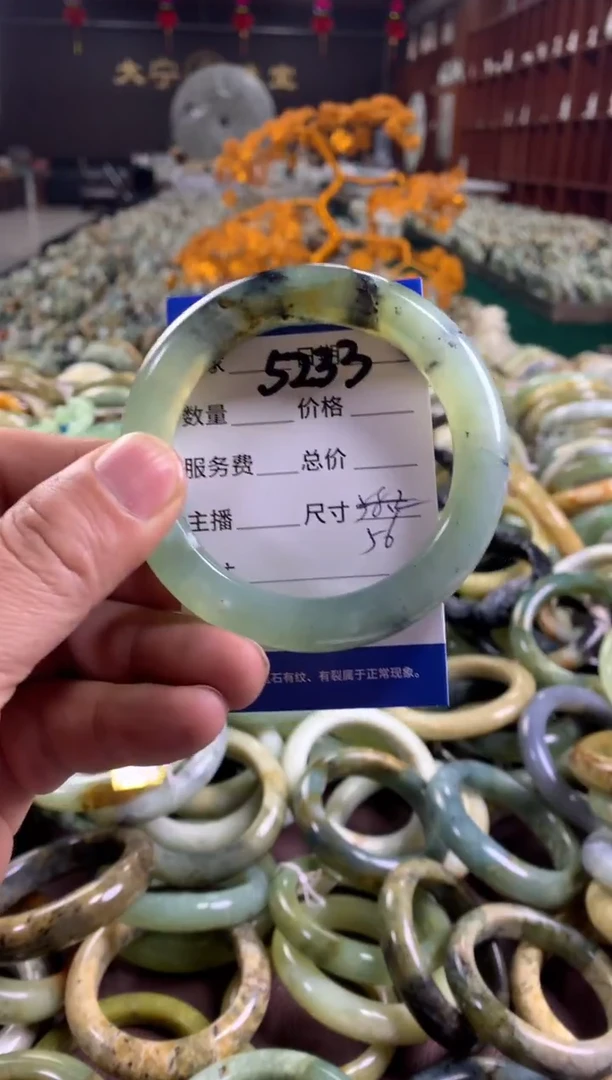 大宁
5233
数量 价格
服务费 总价
主播 尺寸
56
石有纹、有裂属于正常现象。